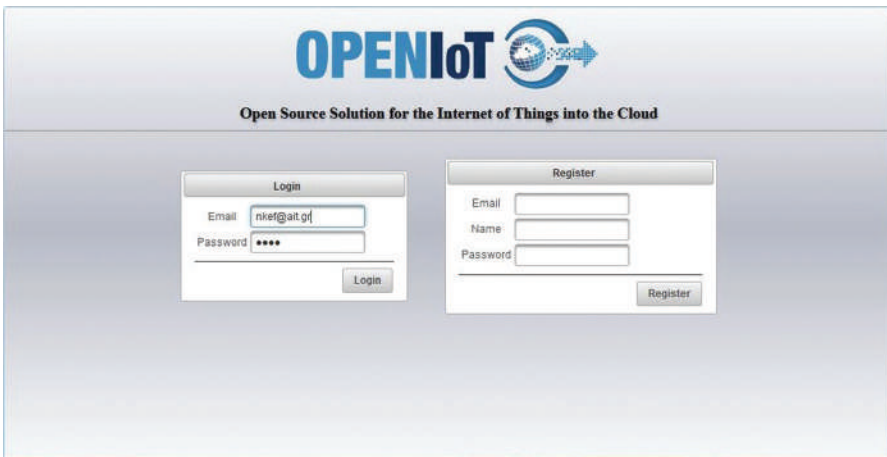 OPENIoT
Open Source Solution for the Internet of Things into the Cloud
Login
Email nkef@ait.gr
Password ••••
Login
Register
Email
Name
Password
Register